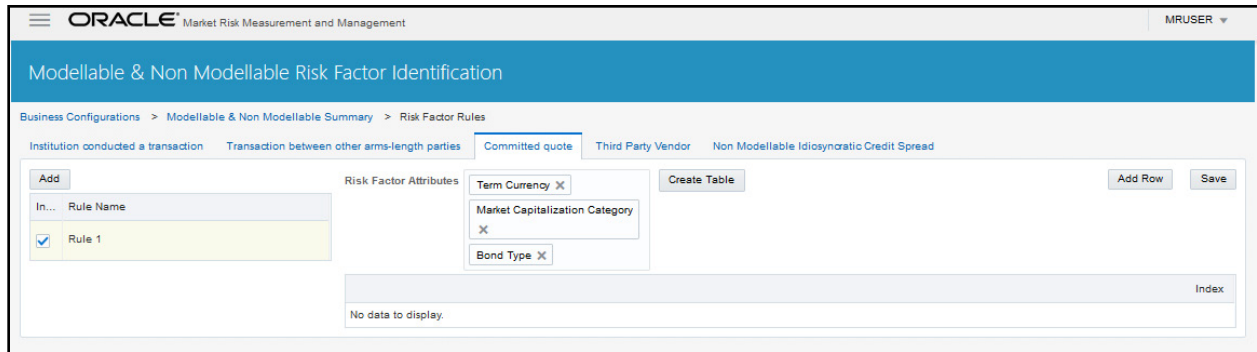 ORACLE® Market Risk Measurement and Management MRUSER
Modellable & Non Modellable Risk Factor Identification
Business Configurations > Modellable & Non Modellable Summary > Risk Factor Rules
Institution conducted a transaction Transaction between other arms-length parties Committed quote Third Party Vendor Non Modellable Idiosyncratic Credit Spread
Add Risk Factor Attributes Term Currency Create Table Add Row Save
In... Rule Name
Market Capitalization Category
Rule 1
Bond Type
Index
No data to display.